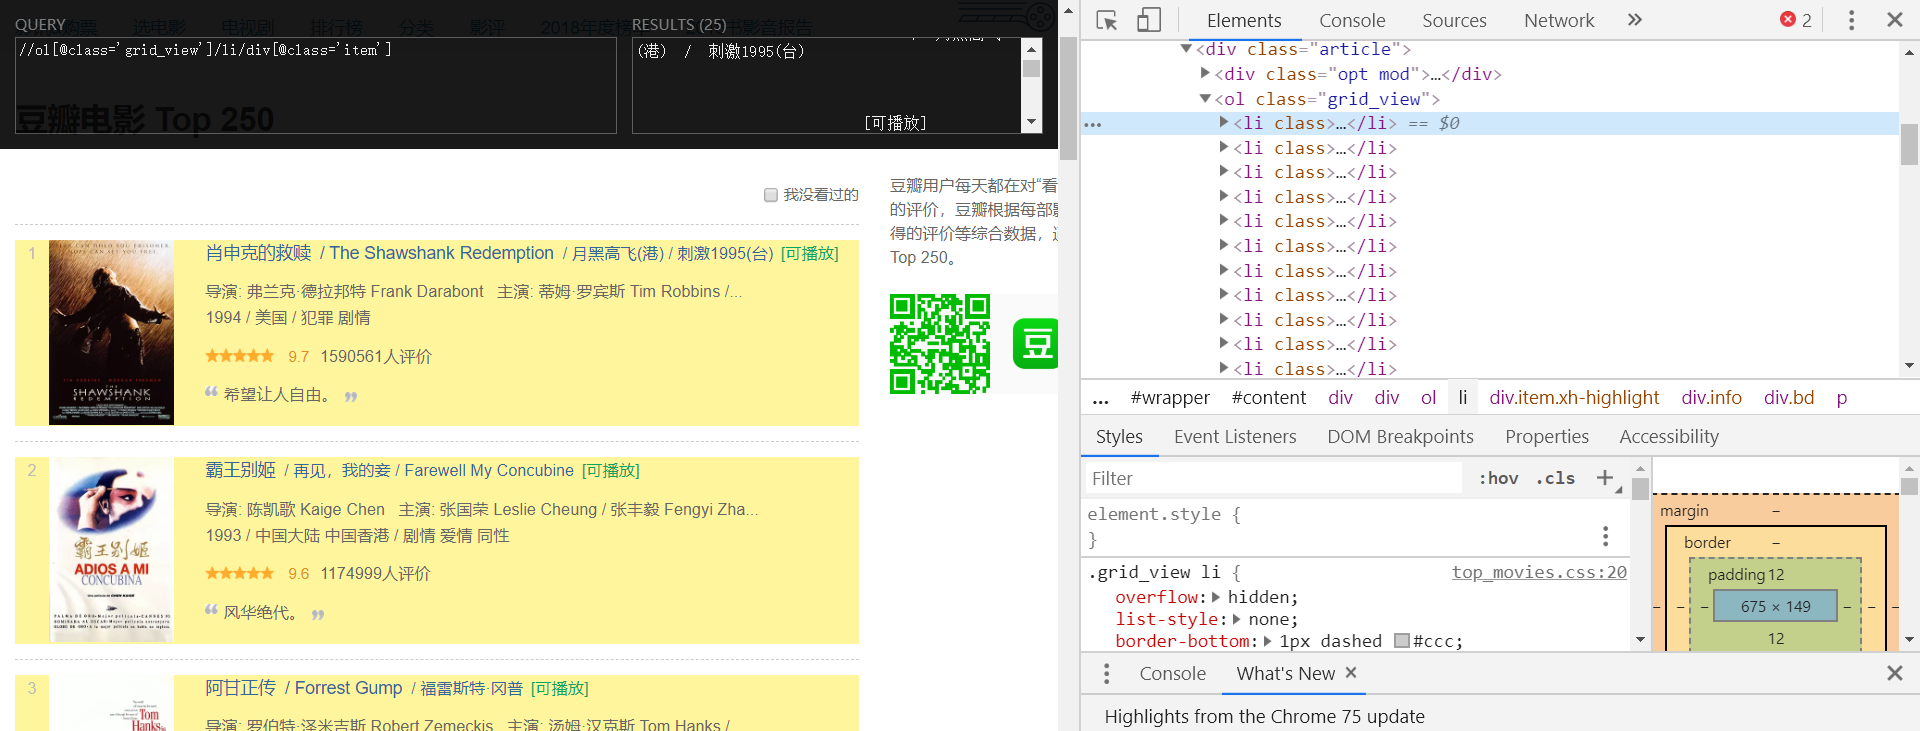 购票 选电影 电视剧 排行榜 分类 影评 2018年度榜 书影音报告
QUERY
//ol[@class='grid_view']/li/div[@class='item']
RESULTS (25)
(港) / 刺激1995(台)
[可播放]
豆瓣电影 Top 250
我没看过的
1
肖申克的救赎 / The Shawshank Redemption / 月黑高飞(港) / 刺激1995(台) [可播放]
导演: 弗兰克·德拉邦特 Frank Darabont 主演: 蒂姆·罗宾斯 Tim Robbins /...
1994 / 美国 / 犯罪 剧情
★★★★★ 9.7 1590561人评价
“ 希望让人自由。 ”
THE
SHAWSHANK
REDEMPTION
2
霸王别姬 / 再见，我的妾 / Farewell My Concubine [可播放]
导演: 陈凯歌 Kaige Chen 主演: 张国荣 Leslie Cheung / 张丰毅 Fengyi Zha...
1993 / 中国大陆 中国香港 / 剧情 爱情 同性
★★★★★ 9.6 1174999人评价
“ 风华绝代。 ”
霸王别姬
ADIOS A MI
CONCUBINA
3
阿甘正传 / Forrest Gump / 福雷斯特·冈普 [可播放]
导演: 罗伯特·泽米吉斯 Robert Zemeckis 主演: 汤姆·汉克斯 Tom Hanks /
Tom
Hanks
豆瓣用户每天都在对“看
的评价，豆瓣根据每部影
得的评价等综合数据，
Top 250。
豆
Elements Console Sources Network » 2
▼<div class="article">
▶<div class="opt mod">…</div>
▼<ol class="grid_view">
… ▶<li class>…</li> == $0
▶<li class>…</li>
▶<li class>…</li>
▶<li class>…</li>
▶<li class>…</li>
▶<li class>…</li>
▶<li class>…</li>
▶<li class>…</li>
▶<li class>…</li>
▶<li class>…</li>
▶<li class>…</li>
... #wrapper #content div div ol li div.item.xh-highlight div.info div.bd p
Styles Event Listeners DOM Breakpoints Properties Accessibility
Filter :hov .cls +
element.style {
}
.grid_view li { top_movies.css:20
overflow:▶hidden;
list-style:▶none;
border-bottom:▶1px dashed #ccc;
margin –
border –
padding 12
– – – 675 × 149 – – –
12
Console What's New ×
Highlights from the Chrome 75 update